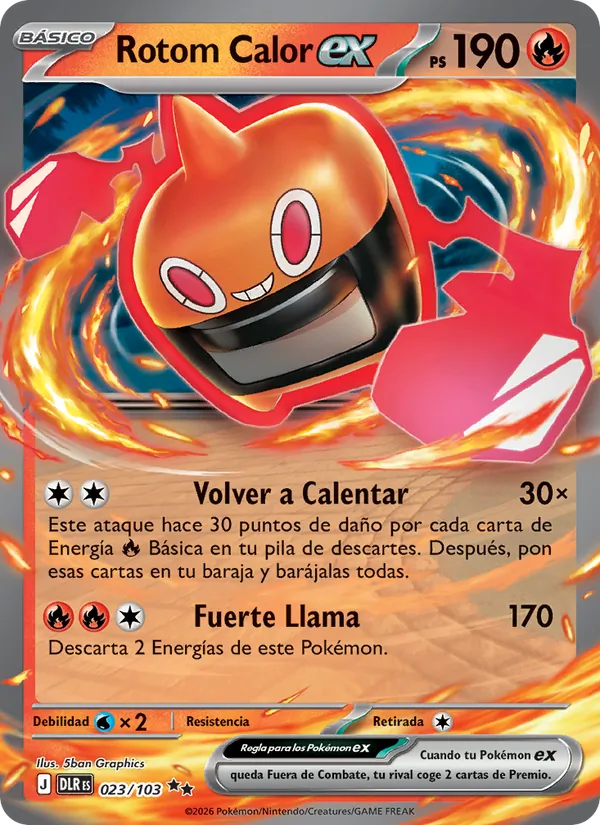 BÁSICO
Rotom Calor ex
PS 190
Volver a Calentar 30×
Este ataque hace 30 puntos de daño por cada carta de
Energía Básica en tu pila de descartes. Después, pon
esas cartas en tu baraja y barájalas todas.
Fuerte Llama 170
Descarta 2 Energías de este Pokémon.
Debilidad ×2 Resistencia Retirada
Ilus. 5ban Graphics
Regla para los Pokémon ex Cuando tu Pokémon ex
queda Fuera de Combate, tu rival coge 2 cartas de Premio.
J DLR ES 023/103
©2026 Pokémon/Nintendo/Creatures/GAME FREAK